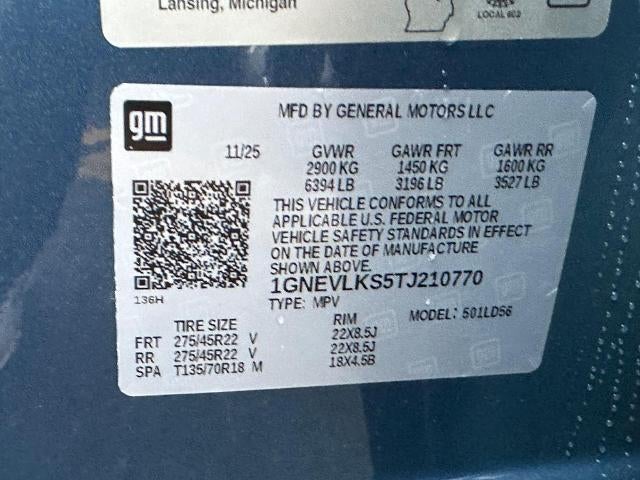 Lansing, Michigan
LOCAL 602
gm
MFD BY GENERAL MOTORS LLC
11/25 GVWR GAWR FRT GAWR RR
2900 KG 1450 KG 1600 KG
6394 LB 3196 LB 3527 LB
THIS VEHICLE CONFORMS TO ALL
APPLICABLE U.S. FEDERAL MOTOR
VEHICLE SAFETY STANDARDS IN EFFECT
ON THE DATE OF MANUFACTURE
SHOWN ABOVE.
1GNEVLKS5TJ210770
136H
TYPE: MPV
MODEL: 501LD56
TIRE SIZE RIM
FRT 275/45R22 V 22X8.5J
RR 275/45R22 V 22X8.5J
SPA T135/70R18 M 18X4.5B